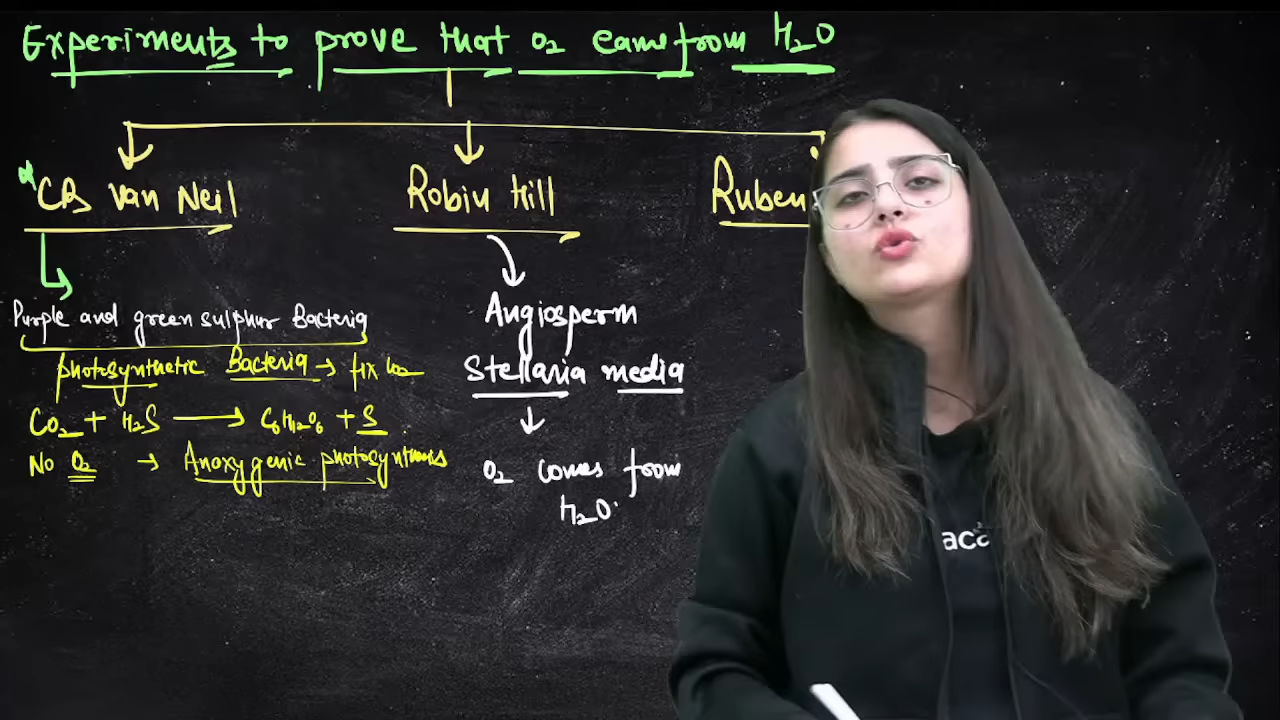 Experiments to prove that O2 came from H2O
CB Van Neil
Robin Hill
Ruben
Purple and green sulphur Bacteria
photosynthetic Bacteria → fix
CO2 + H2S → C6H12O6 + S
No O2 → Anoxygenic photosynthesis
Angiosperm
Stellaria media
O2 comes from
H2O.
aca